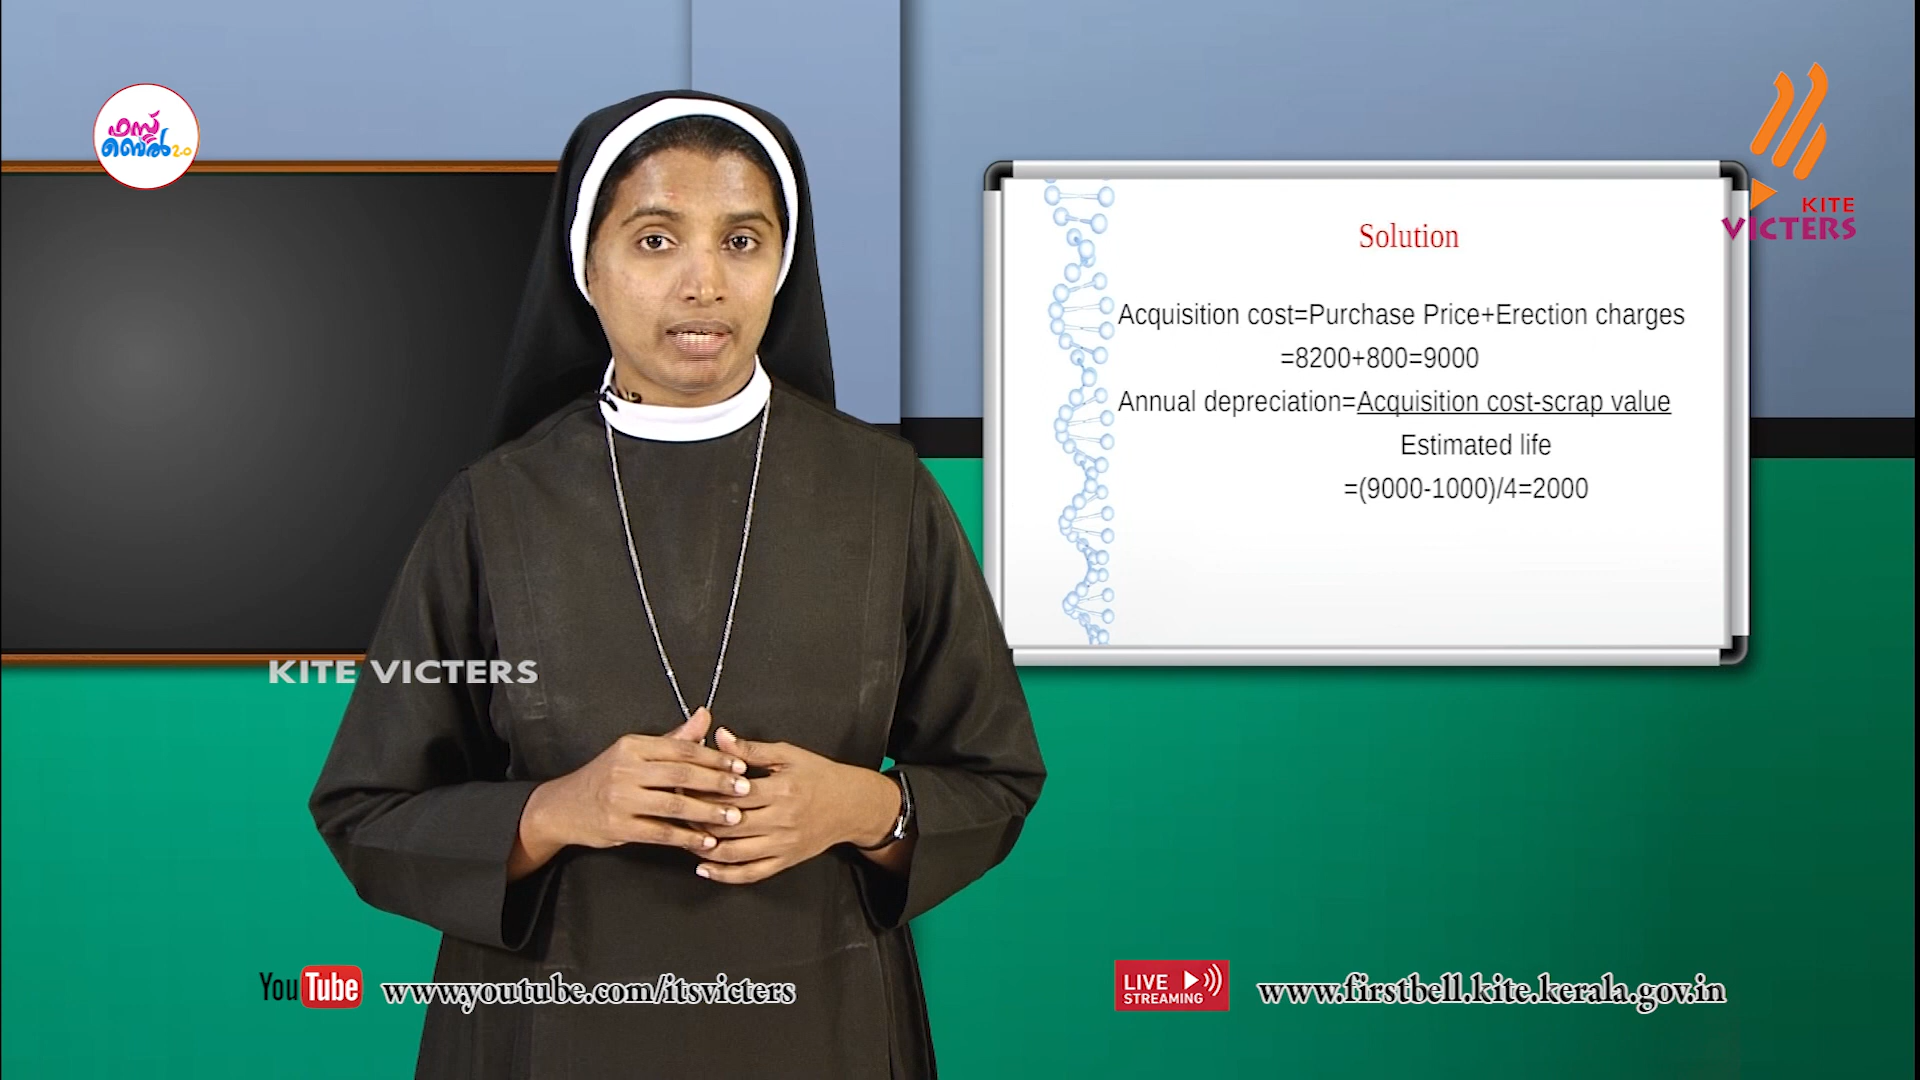 ഫസ്റ്റ്
ബെൽ 2.0
KITE
VICTERS
Solution
Acquisition cost=Purchase Price+Erection charges
=8200+800=9000
Annual depreciation=Acquisition cost-scrap value
Estimated life
=(9000-1000)/4=2000
KITE VICTERS
YouTube www.youtube.com/itsvicters
LIVE
STREAMING www.firstbell.kite.kerala.gov.in